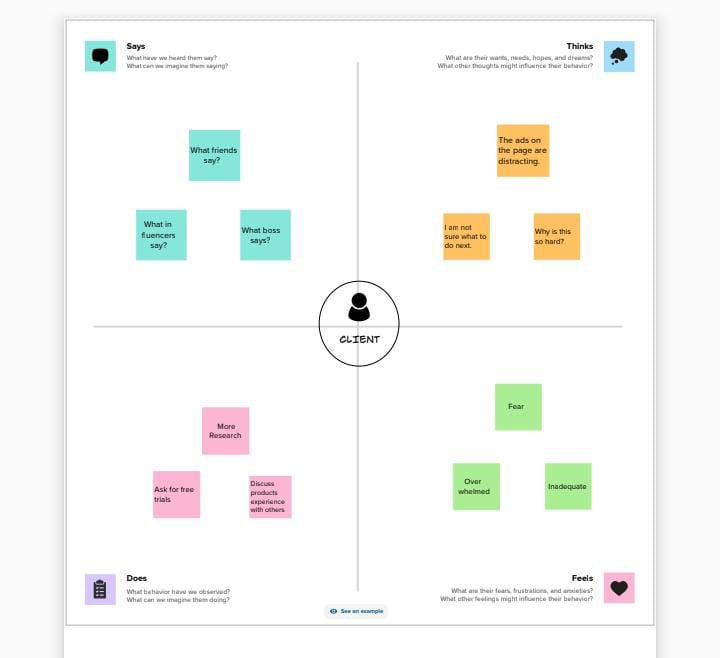 Says
What have we heard them say?
What can we imagine them saying?
Thinks
What are their wants, needs, hopes, and dreams?
What other thoughts might influence their behavior?
What friends
say?
What in
fluencers
say?
What boss
says?
The ads on
the page are
distracting.
I am not
sure what to
do next.
Why is this
so hard?
CLIENT
More
Research
Ask for free
trials
Discuss
products
experience
with others
Fear
Over
whelmed
Inadequate
Does
What behavior have we observed?
What can we imagine them doing?
Feels
What are their fears, frustrations, and anxieties?
What other feelings might influence their behavior?
See an example